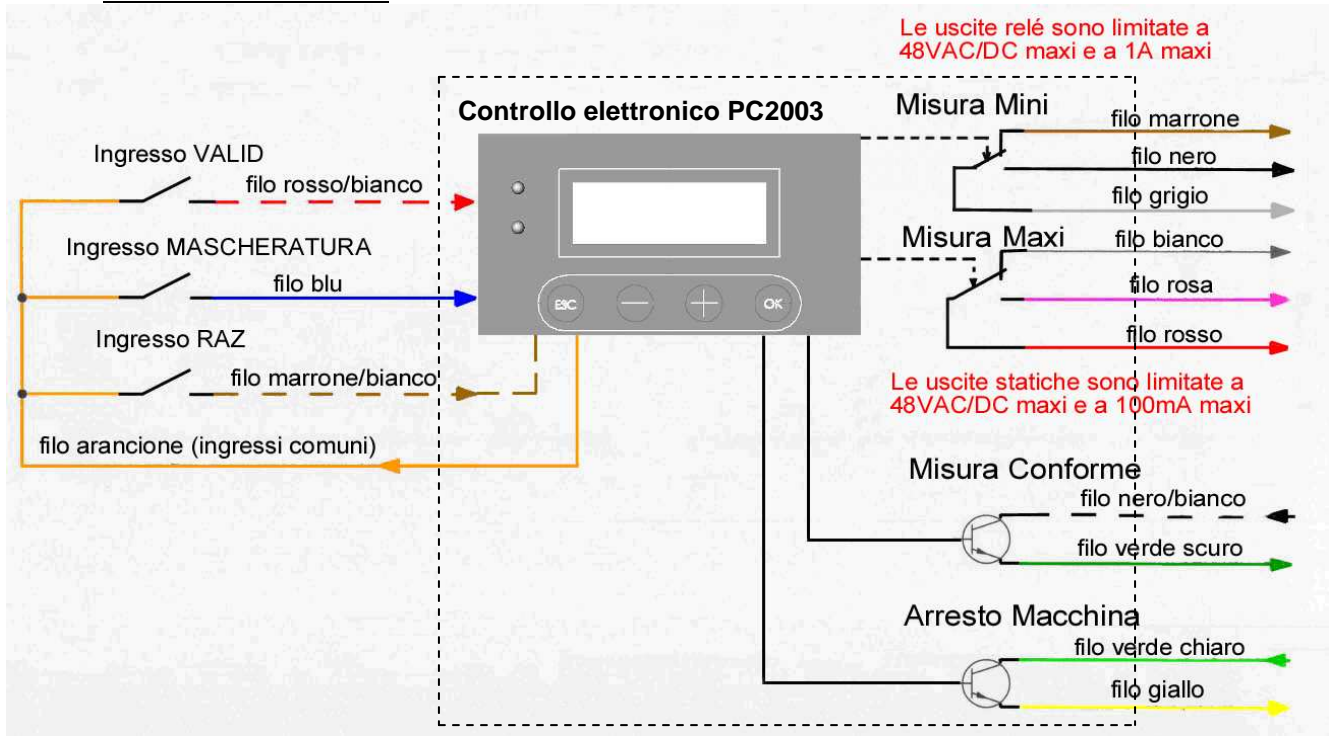 Le uscite relé sono limitate a
48VAC/DC maxi e a 1A maxi
Controllo elettronico PC2003
Misura Mini
filo marrone
filo nero
filo grigio
Ingresso VALID
filo rosso/bianco
Ingresso MASCHERATURA
filo blu
Misura Maxi
filo bianco
filo rosa
filo rosso
ESC
OK
Ingresso RAZ
filo marrone/bianco
Le uscite statiche sono limitate a
48VAC/DC maxi e a 100mA maxi
filo arancione (ingressi comuni)
Misura Conforme
filo nero/bianco
filo verde scuro
Arresto Macchina
filo verde chiaro
filo giallo